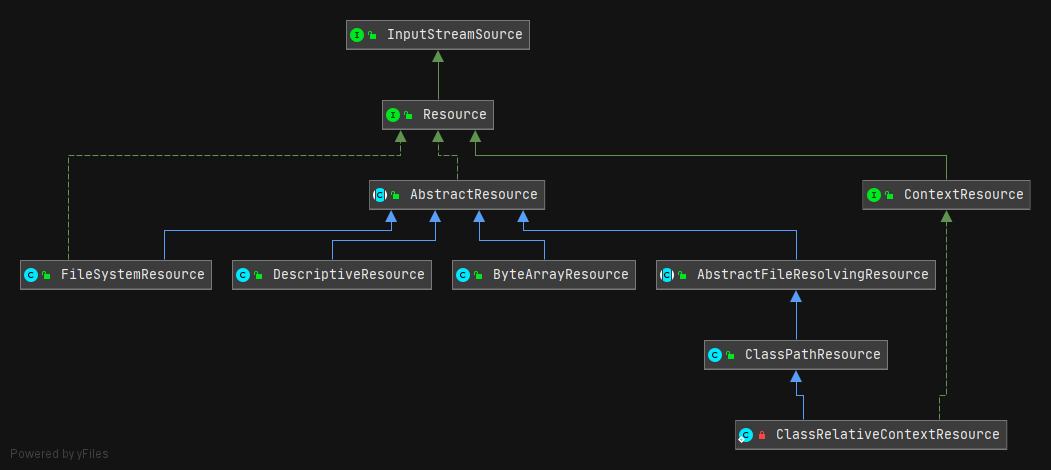 InputStreamSource
Resource
AbstractResource
ContextResource
FileSystemResource
DescriptiveResource
ByteArrayResource
AbstractFileResolvingResource
ClassPathResource
ClassRelativeContextResource
Powered by yFiles